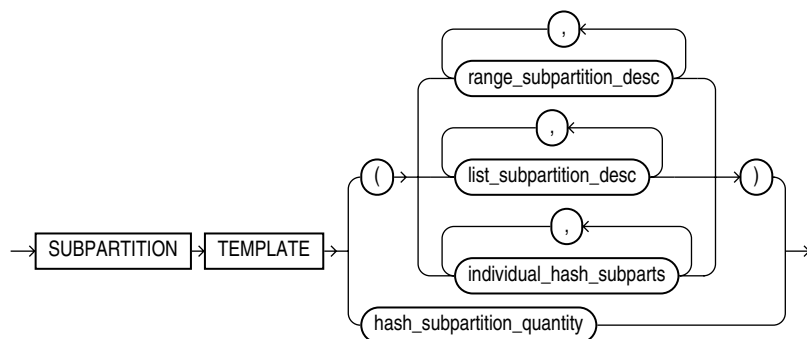 ,
range_subpartition_desc
,
( list_subpartition_desc )
SUBPARTITION TEMPLATE ,
individual_hash_subparts
hash_subpartition_quantity